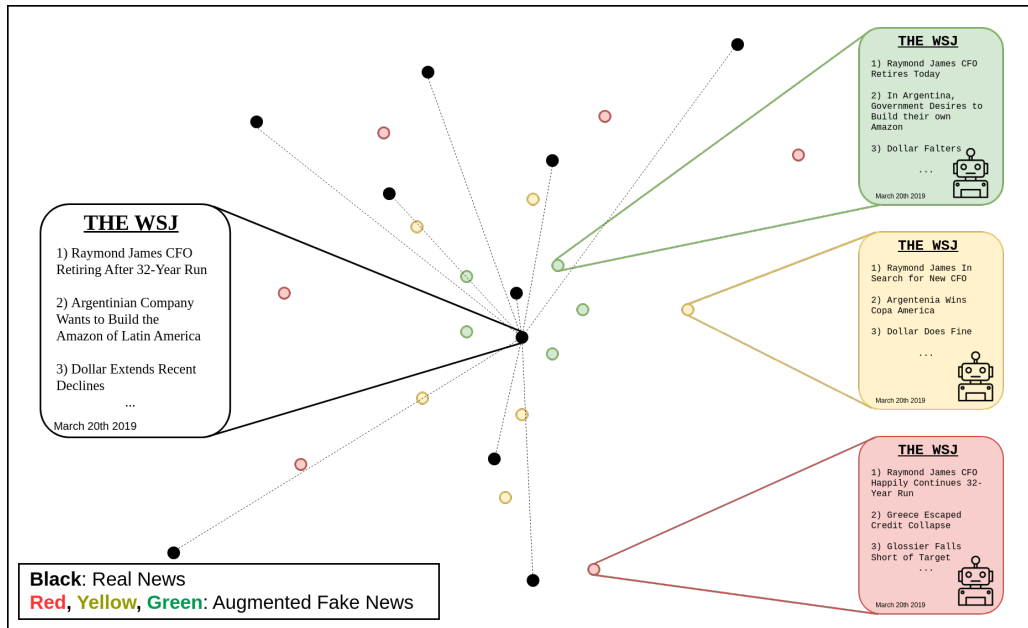 THE WSJ
1) Raymond James CFO
Retiring After 32-Year Run
2) Argentinian Company
Wants to Build the
Amazon of Latin America
3) Dollar Extends Recent
Declines
...
March 20th 2019
THE WSJ
1) Raymond James CFO
Retires Today
2) In Argentina,
Government Desires to
Build their own
Amazon
3) Dollar Falters
...
March 20th 2019
THE WSJ
1) Raymond James In
Search for New CFO
2) Argentenia Wins
Copa America
3) Dollar Does Fine
...
March 20th 2019
THE WSJ
1) Raymond James CFO
Happily Continues 32-
Year Run
2) Greece Escaped
Credit Collapse
3) Glossier Falls
Short of Target
...
March 20th 2019
Black: Real News
Red, Yellow, Green: Augmented Fake News